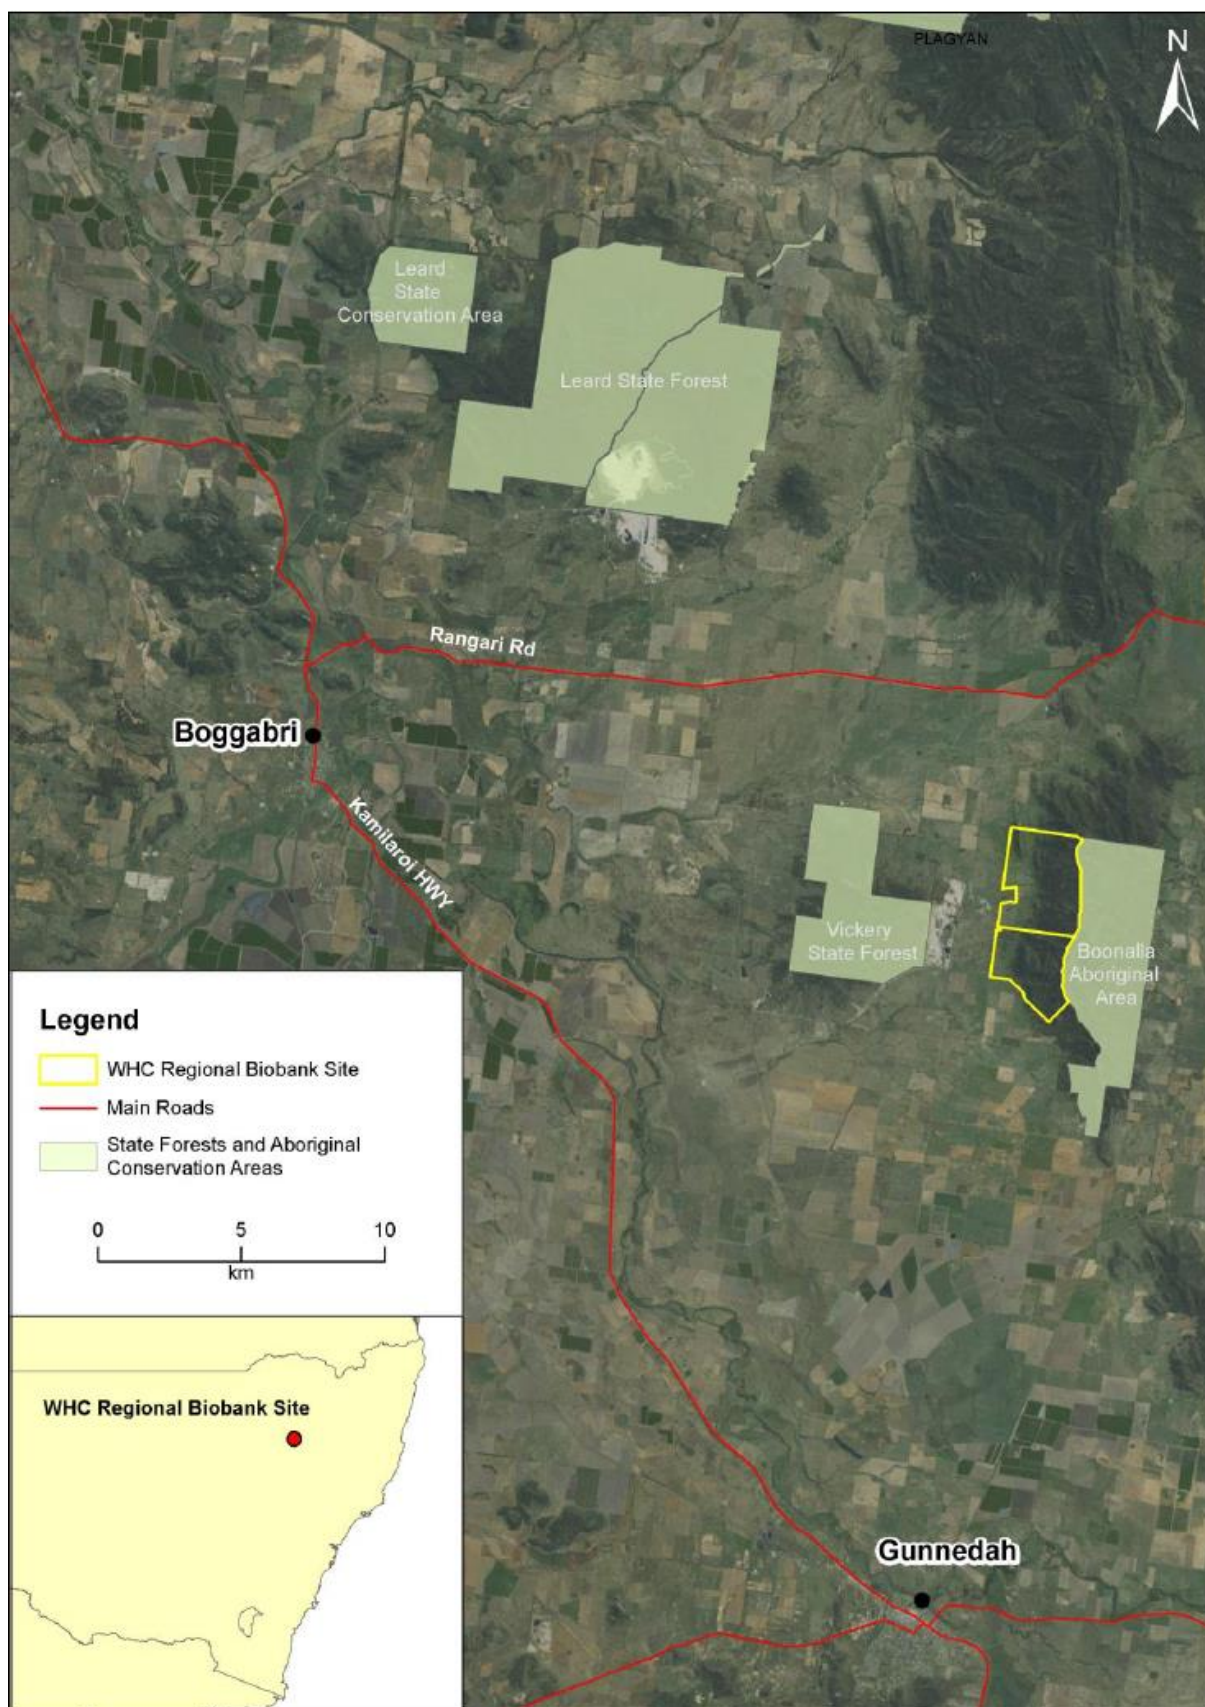 PLAGYAN
N
Leard
State
Conservation Area
Leard State Forest
Rangari Rd
Boggabri
Kamilaroi HWY
Vickery
State Forest
Boonalla
Aboriginal
Area
Legend
WHC Regional Biobank Site
Main Roads
State Forests and Aboriginal
Conservation Areas
0 5 10
km
WHC Regional Biobank Site
Gunnedah